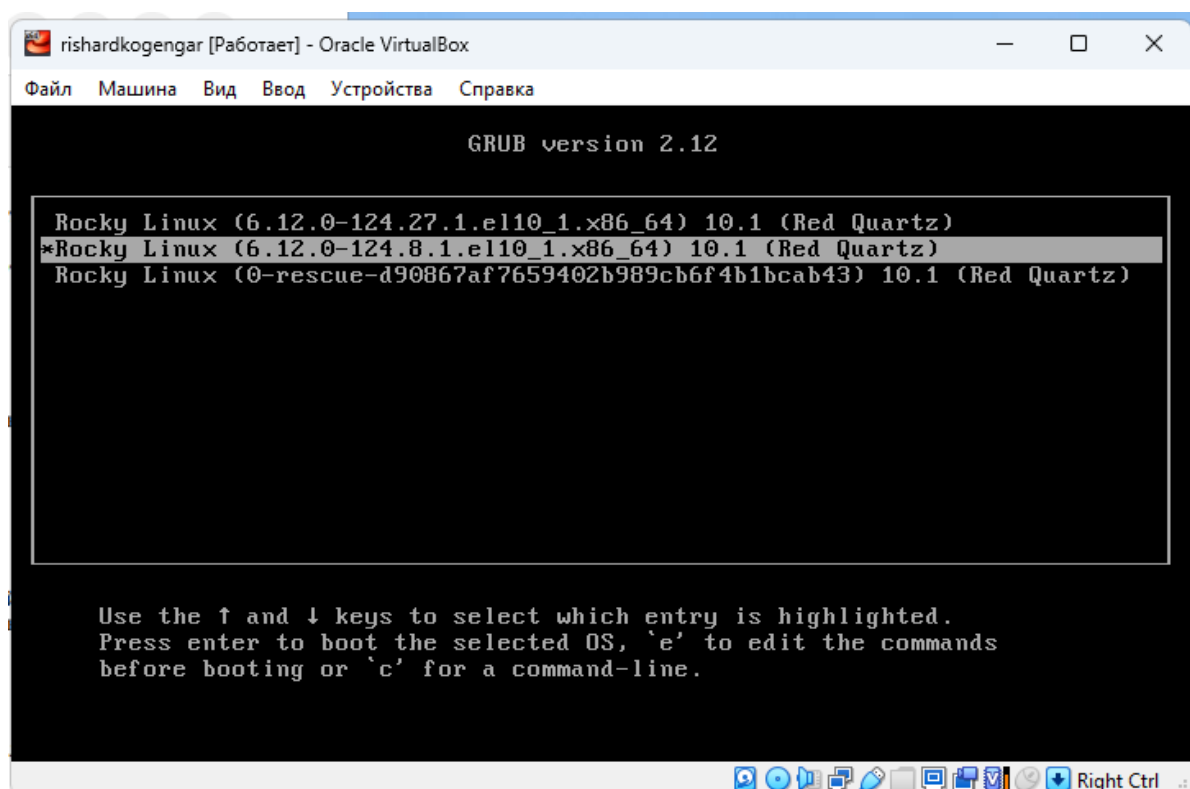 rishardkogengar [Работает] - Oracle VirtualBox
Файл Машина Вид Ввод Устройства Справка
GRUB version 2.12
Rocky Linux (6.12.0-124.27.1.el10_1.x86_64) 10.1 (Red Quartz)
*Rocky Linux (6.12.0-124.8.1.el10_1.x86_64) 10.1 (Red Quartz)
Rocky Linux (0-rescue-d90867af7659402b989cb6f4b1bcab43) 10.1 (Red Quartz)
Use the ↑ and ↓ keys to select which entry is highlighted.
Press enter to boot the selected OS, `e' to edit the commands
before booting or `c' for a command-line.
Right Ctrl